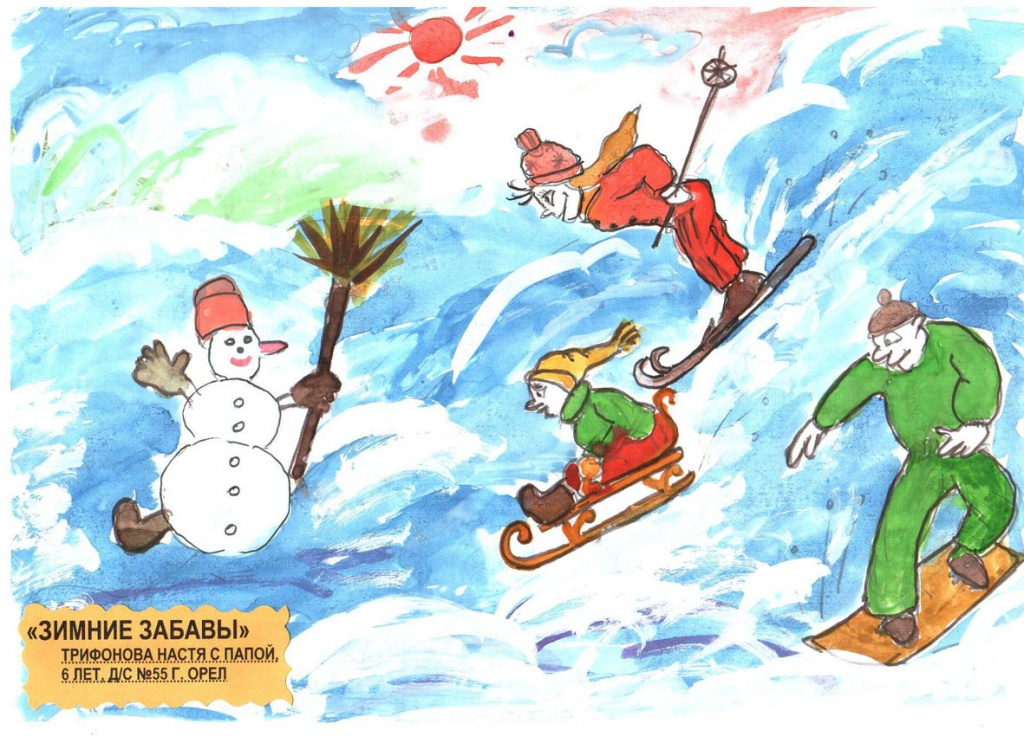 «ЗИМНИЕ ЗАБАВЫ»
ТРИФОНОВА НАСТЯ С ПАПОЙ,
6 ЛЕТ, Д/С №55 Г. ОРЕЛ